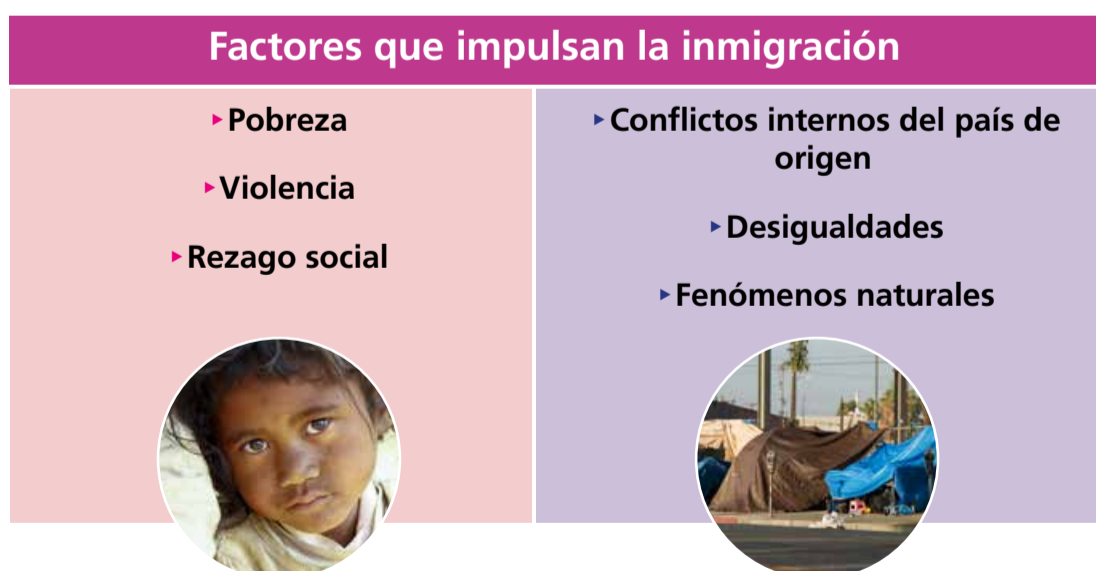 Factores que impulsan la inmigración
▸Pobreza
▸Violencia
▸Rezago social
▸Conflictos internos del país de
origen
▸Desigualdades
▸Fenómenos naturales